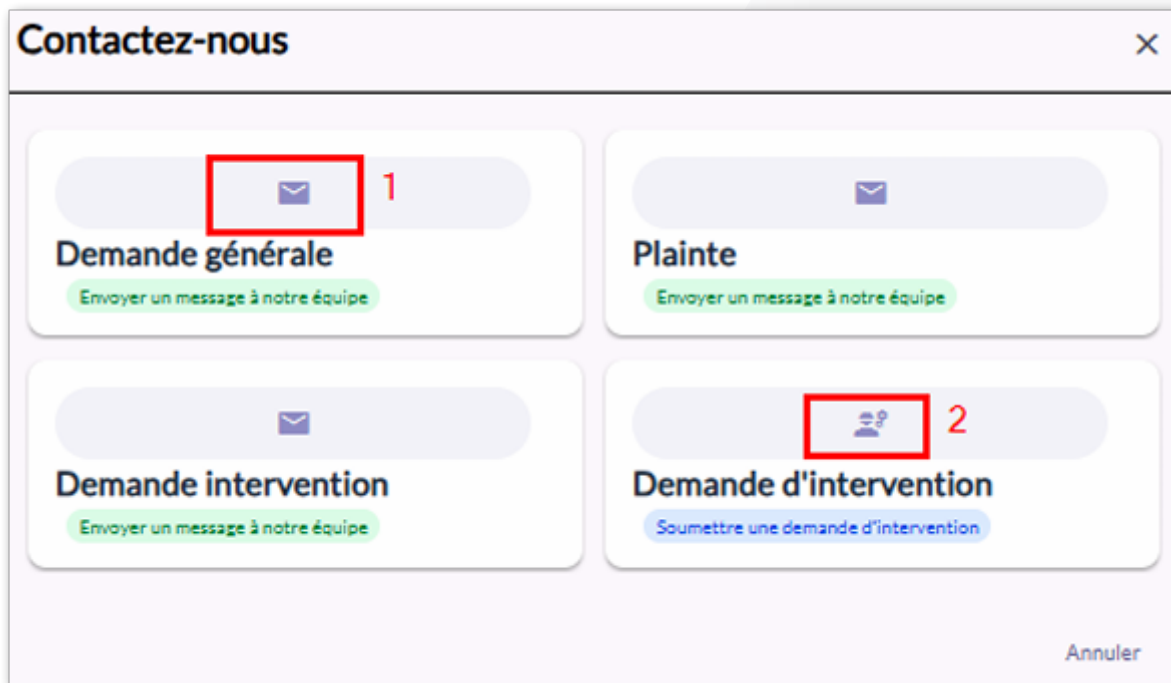 Contactez-nous
1
Demande générale
Envoyer un message à notre équipe
Plainte
Envoyer un message à notre équipe
Demande intervention
Envoyer un message à notre équipe
2
Demande d'intervention
Soumettre une demande d'intervention
Annuler